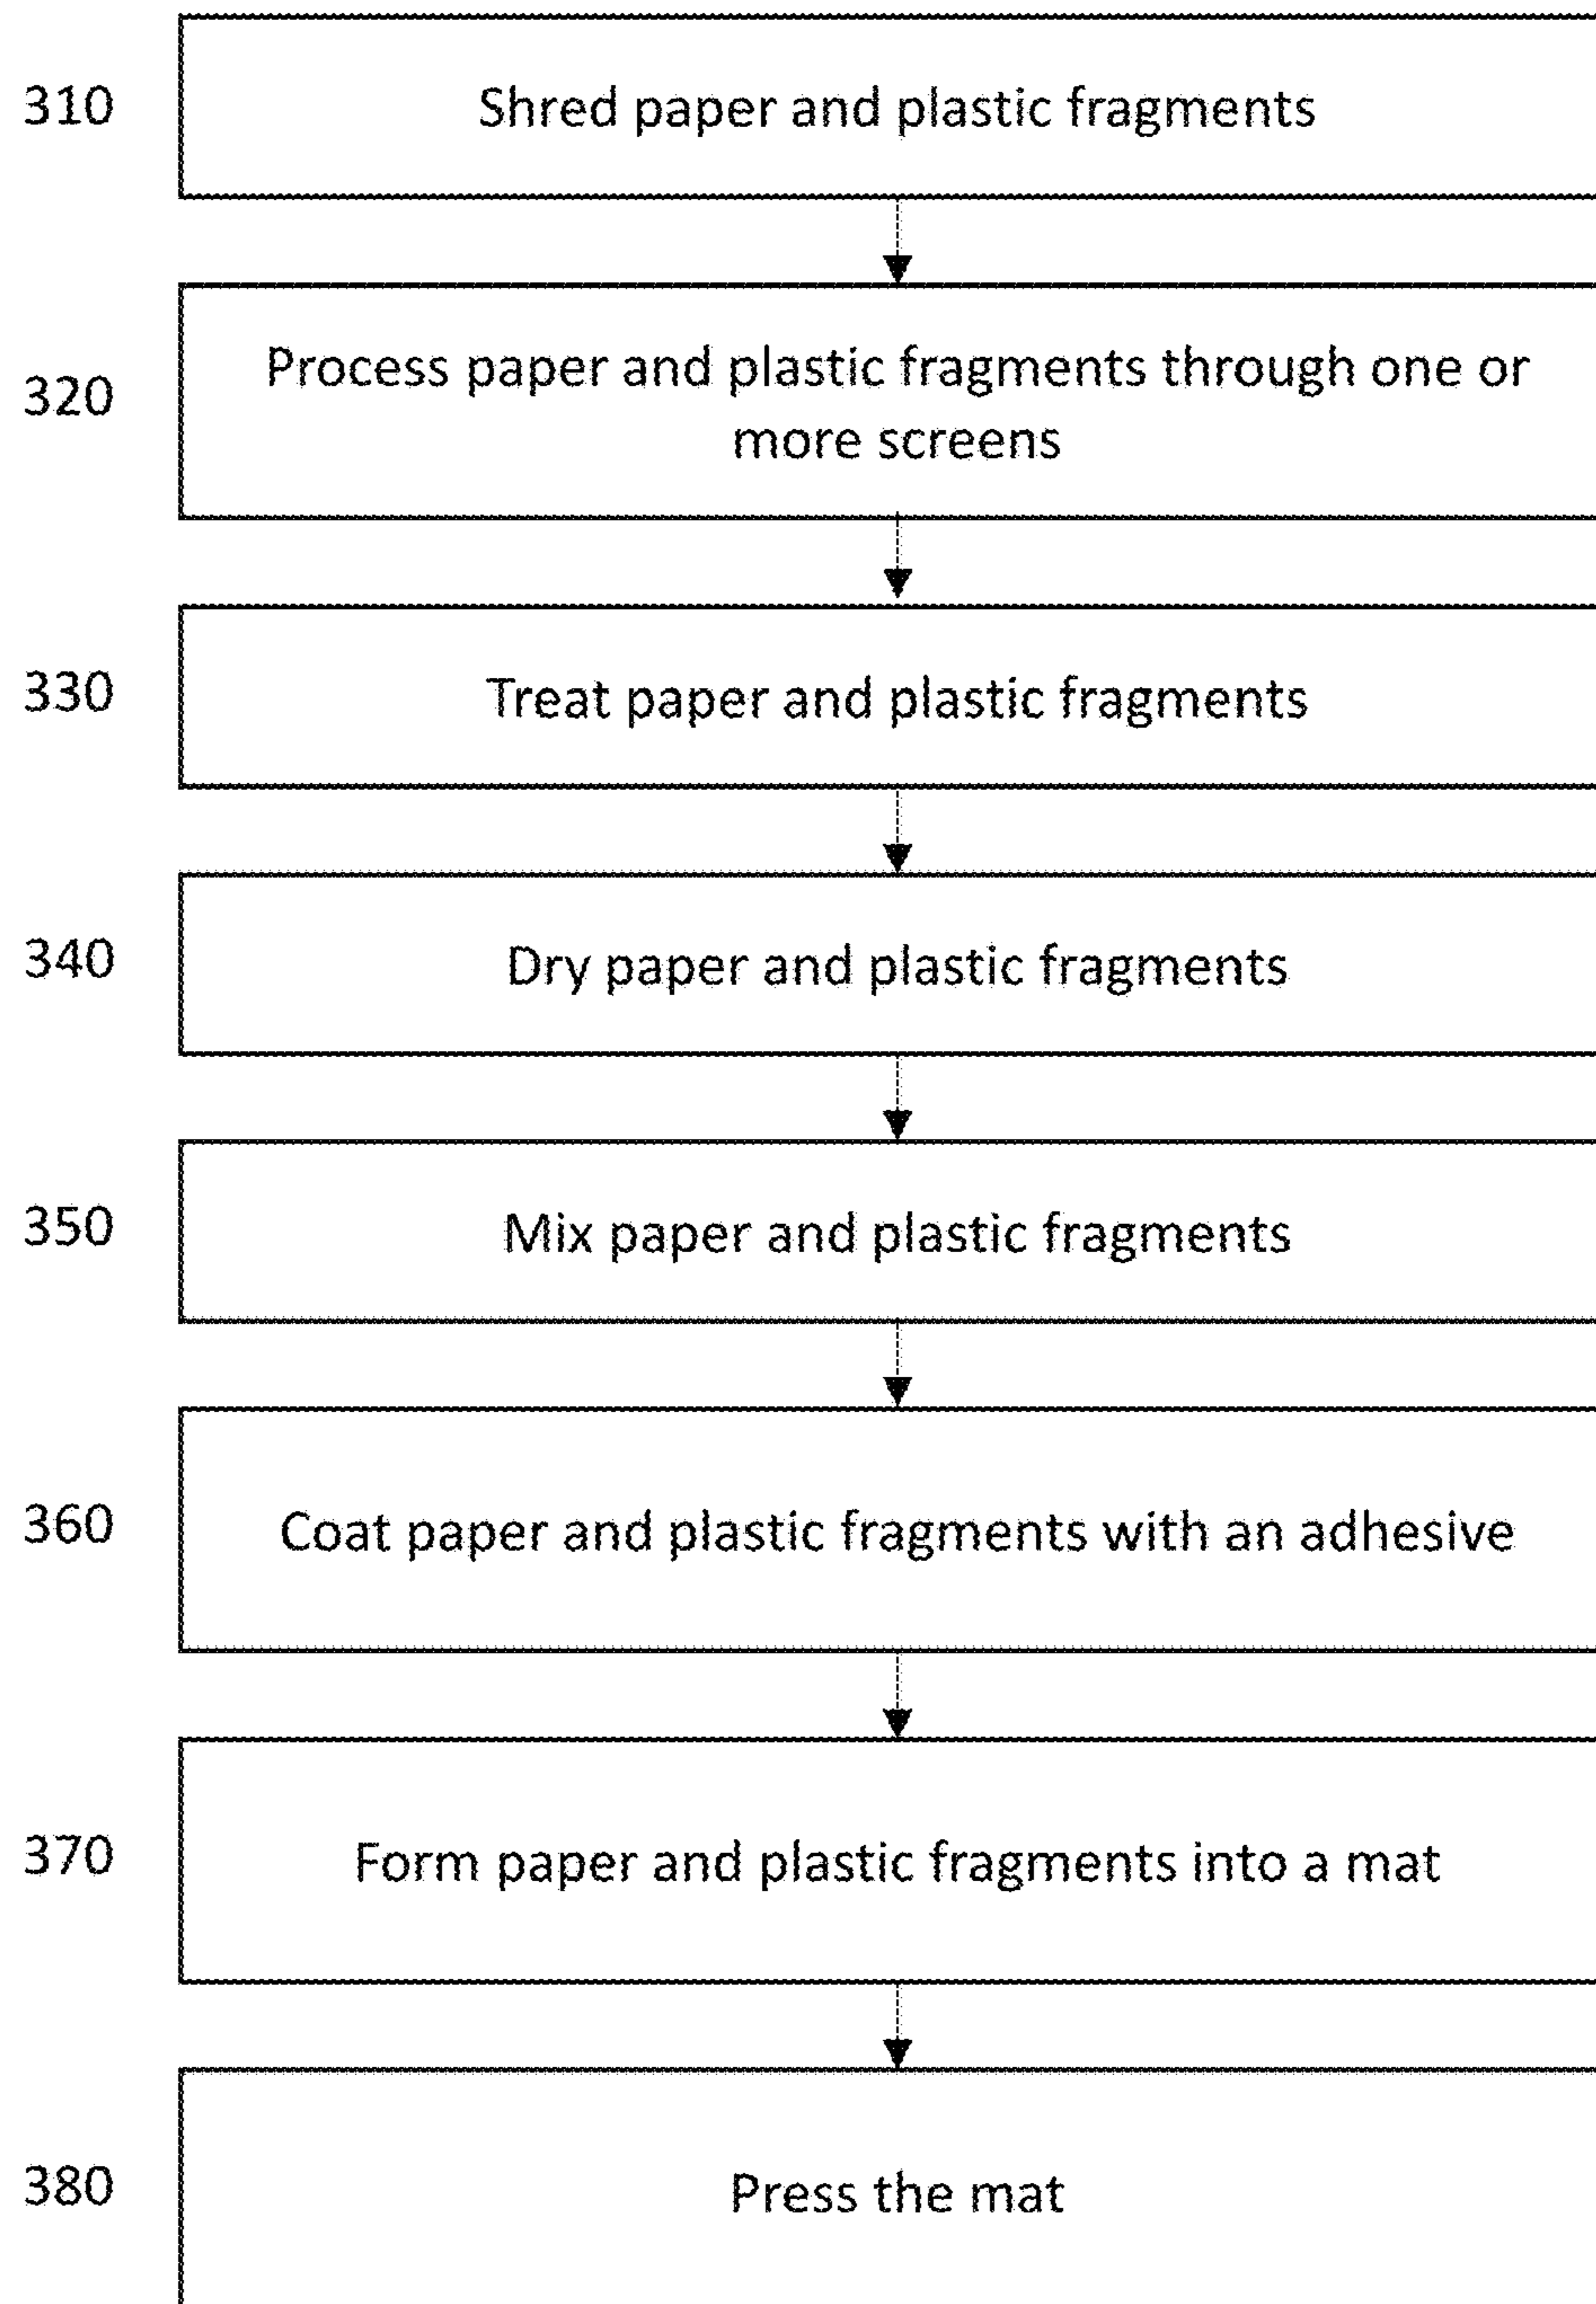 310
Shred paper and plastic fragments
320
Process paper and plastic fragments through one or
more screens
330
Treat paper and plastic fragments
340
Dry paper and plastic fragments
350
Mix paper and plastic fragments
360
Coat paper and plastic fragments with an adhesive
370
Form paper and plastic fragments into a mat
380
Press the mat